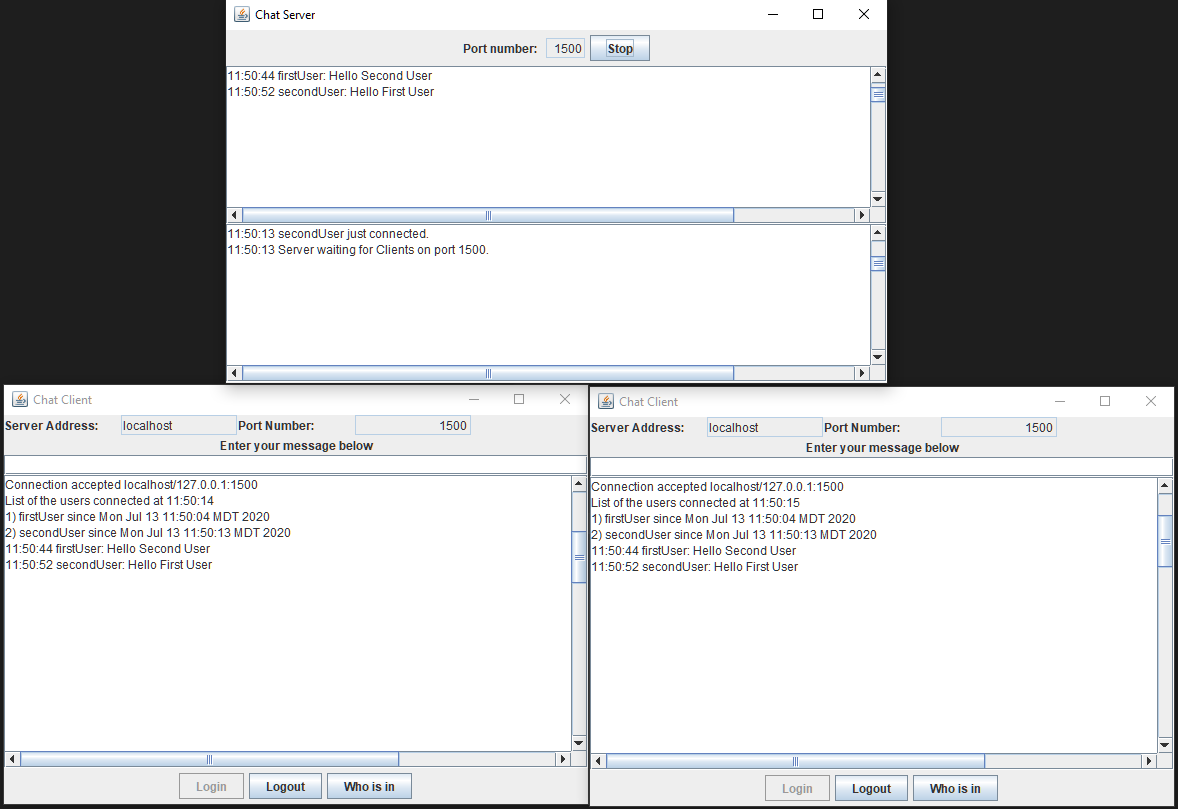 Chat Server
Port number: 1500 Stop
11:50:44 firstUser: Hello Second User
11:50:52 secondUser: Hello First User
11:50:13 secondUser just connected.
11:50:13 Server waiting for Clients on port 1500.
Chat Client
Server Address: localhost Port Number: 1500
Enter your message below
Connection accepted localhost/127.0.0.1:1500
List of the users connected at 11:50:14
1) firstUser since Mon Jul 13 11:50:04 MDT 2020
2) secondUser since Mon Jul 13 11:50:13 MDT 2020
11:50:44 firstUser: Hello Second User
11:50:52 secondUser: Hello First User
Login Logout Who is in
Chat Client
Server Address: localhost Port Number: 1500
Enter your message below
Connection accepted localhost/127.0.0.1:1500
List of the users connected at 11:50:15
1) firstUser since Mon Jul 13 11:50:04 MDT 2020
2) secondUser since Mon Jul 13 11:50:13 MDT 2020
11:50:44 firstUser: Hello Second User
11:50:52 secondUser: Hello First User
Login Logout Who is in